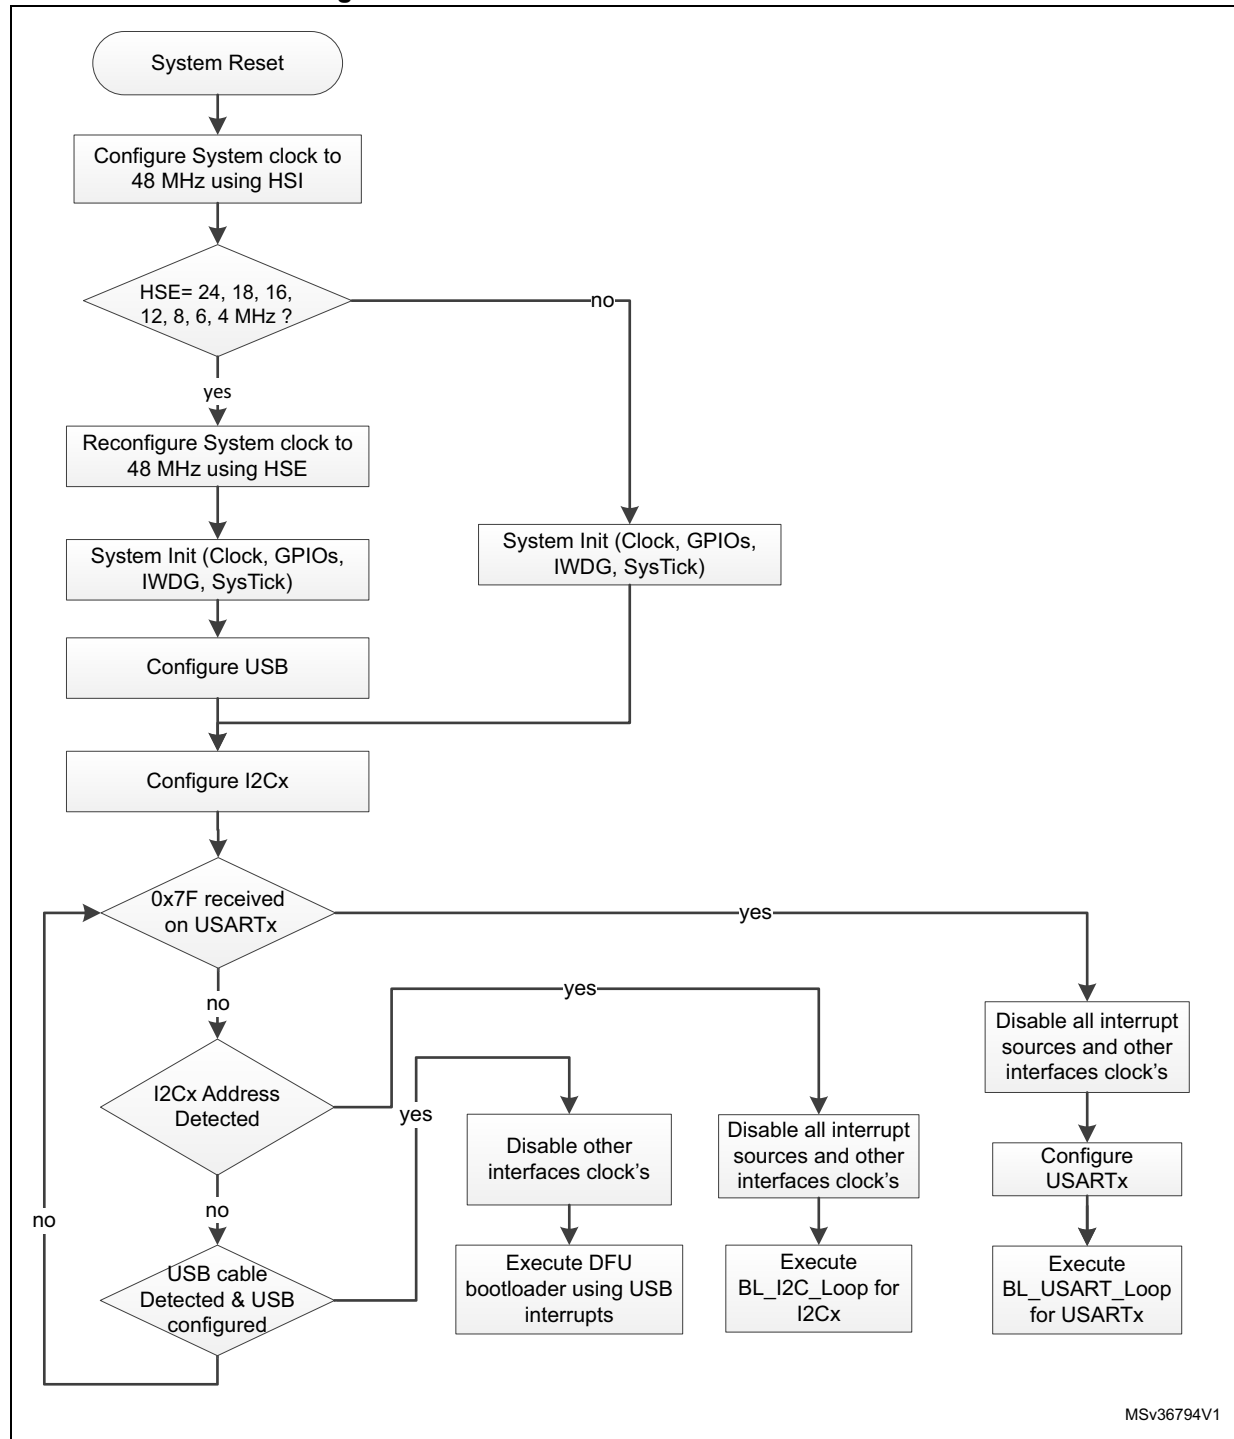 System Reset
Configure System clock to
48 MHz using HSI
HSE= 24, 18, 16,
12, 8, 6, 4 MHz ?
no
yes
Reconfigure System clock to
48 MHz using HSE
System Init (Clock, GPIOs,
IWDG, SysTick)
System Init (Clock, GPIOs,
IWDG, SysTick)
Configure USB
Configure I2Cx
0x7F received
on USARTx
yes
no
yes
Disable all interrupt
sources and other
interfaces clock's
I2Cx Address
Detected
yes
Disable other
interfaces clock's
Disable all interrupt
sources and other
interfaces clock's
Configure
USARTx
no
no
USB cable
Detected & USB
configured
Execute DFU
bootloader using USB
interrupts
Execute
BL_I2C_Loop for
I2Cx
Execute
BL_USART_Loop
for USARTx
MSv36794V1